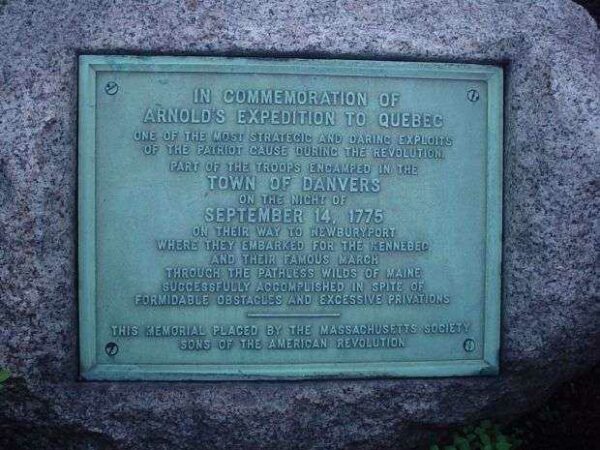 IN COMMEMORATION OF
ARNOLD'S EXPEDITION TO QUEBEC
ONE OF THE MOST STRATEGIC AND DARING EXPLOITS
OF THE PATRIOT CAUSE DURING THE REVOLUTION.
PART OF THE TROOPS ENCAMPED IN THE
TOWN OF DANVERS
ON THE NIGHT OF
SEPTEMBER 14, 1775
ON THEIR WAY TO NEWBURYPORT
WHERE THEY EMBARKED FOR THE KENNEBEC
AND THEIR FAMOUS MARCH
THROUGH THE PATHLESS WILDS OF MAINE
SUCCESSFULLY ACCOMPLISHED IN SPITE OF
FORMIDABLE OBSTACLES AND EXCESSIVE PRIVATIONS
THIS MEMORIAL PLACED BY THE MASSACHUSETTS SOCIETY
SONS OF THE AMERICAN REVOLUTION